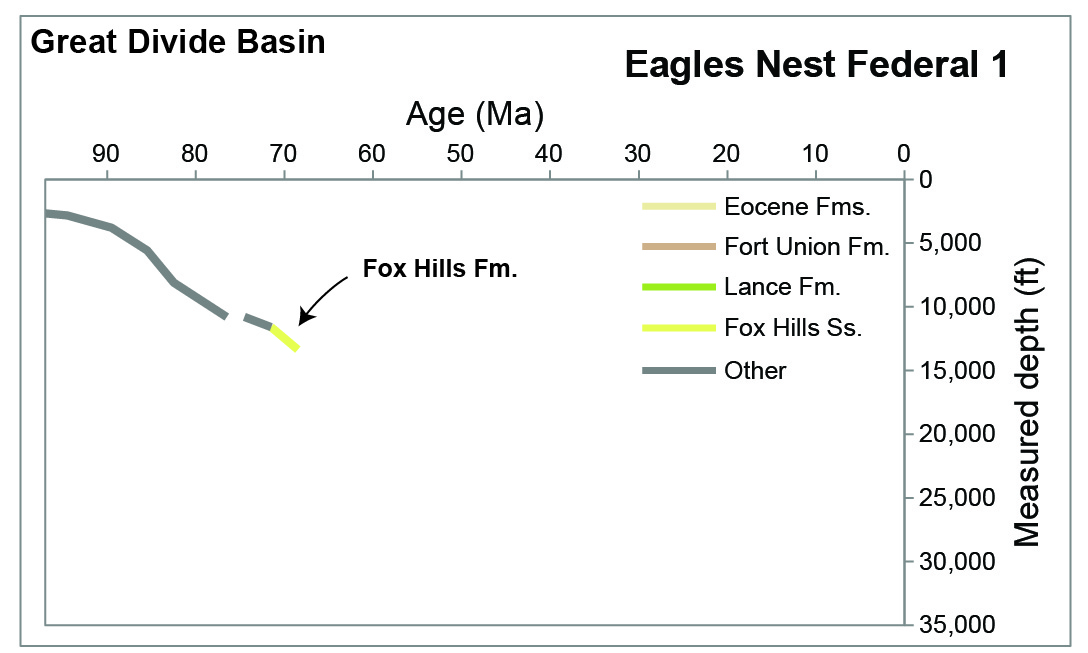 Great Divide Basin
Eagles Nest Federal 1
Age (Ma)
90 80 70 60 50 40 30 20 10 0
0
5,000
10,000
15,000
20,000
25,000
30,000
35,000
Measured depth (ft)
Fox Hills Fm.
Eocene Fms.
Fort Union Fm.
Lance Fm.
Fox Hills Ss.
Other